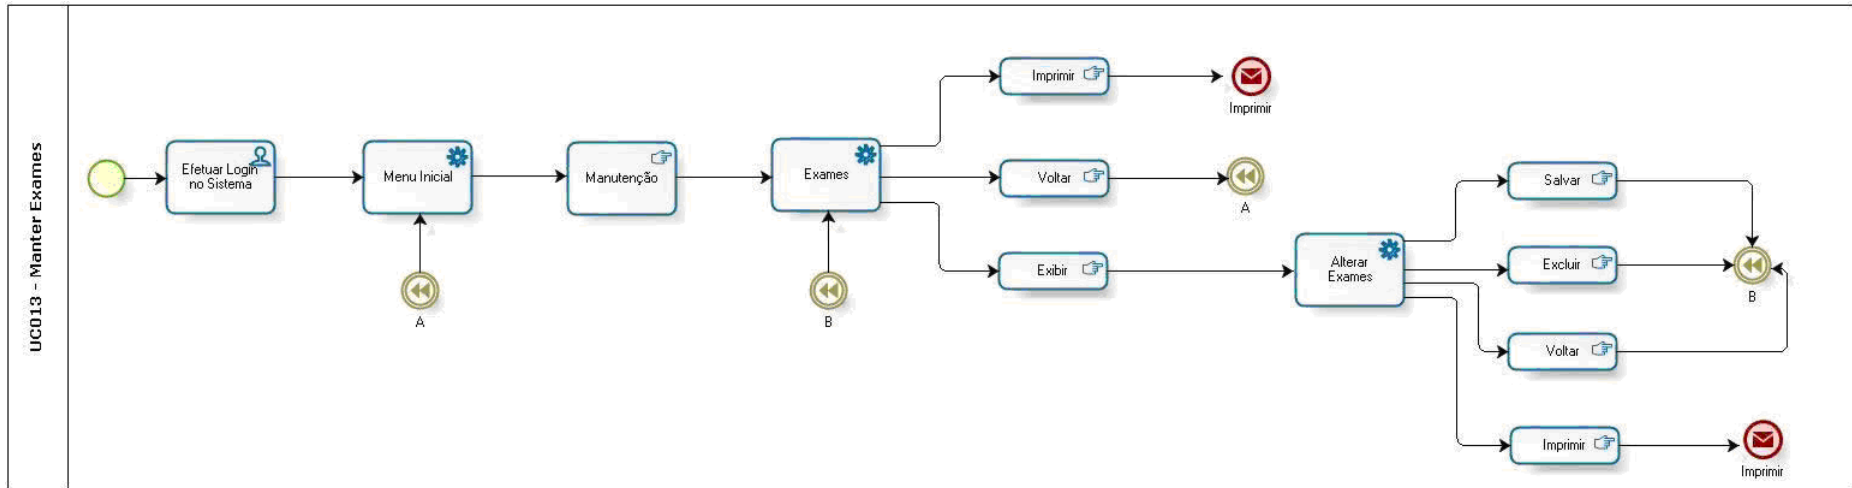 UC013 - Manter Exames
Efetuar Login
no Sistema
Menu Inicial
Manutenção
Exames
Imprimir
Imprimir
Voltar
A
Exibir
A
B
Alterar
Exames
Salvar
Excluir
B
Voltar
Imprimir
Imprimir